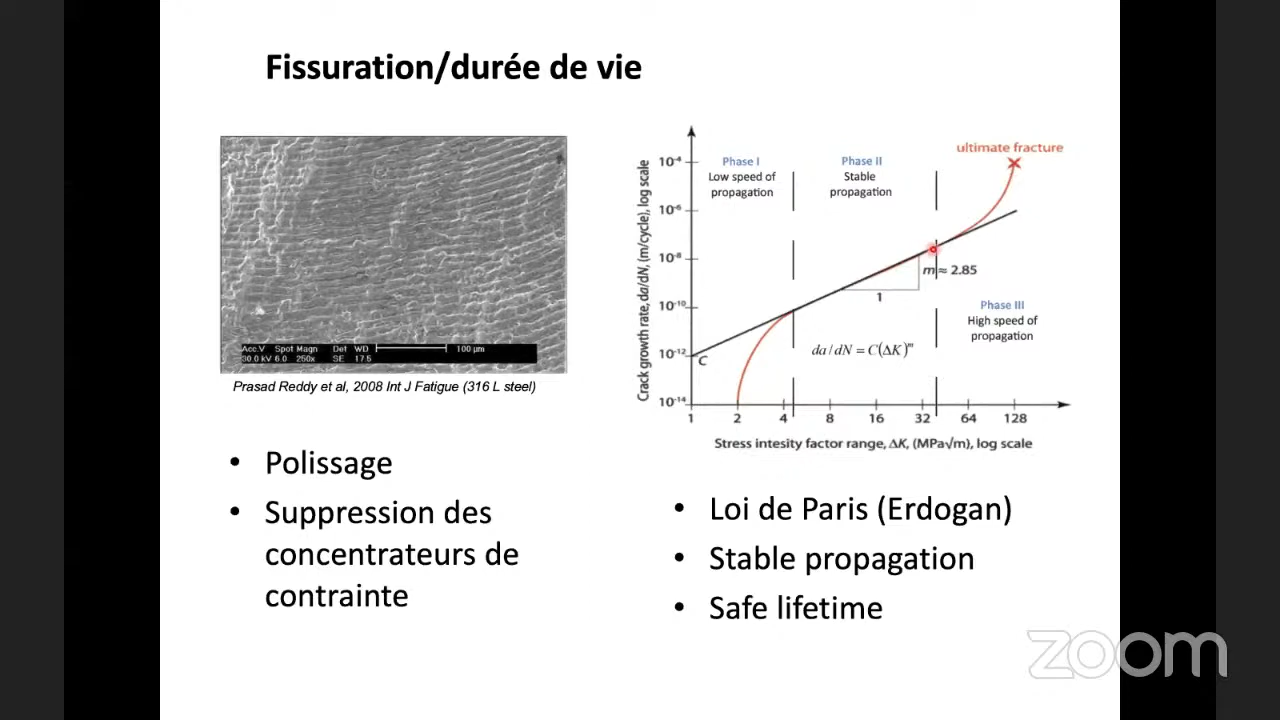 Fissuration/durée de vie
Acc.V Spot Magn Det WD 100 µm
30.0 kV 6.0 250x SE 17.5
Prasad Reddy et al, 2008 Int J Fatigue (316 L steel)
• Polissage
• Suppression des
concentrateurs de
contrainte
Crack growth rate, da/dN, (m/cycle), log scale
10⁻⁴
10⁻⁶
10⁻⁸
10⁻¹⁰
10⁻¹²
10⁻¹⁴
Phase I
Low speed of
propagation
Phase II
Stable
propagation
ultimate fracture
m ≈ 2.85
1
Phase III
High speed of
propagation
da/dN = C(ΔK)ᵐ
C
1 2 4 8 16 32 64 128
Stress intesity factor range, ΔK, (MPa√m), log scale
• Loi de Paris (Erdogan)
• Stable propagation
• Safe lifetime
zoom